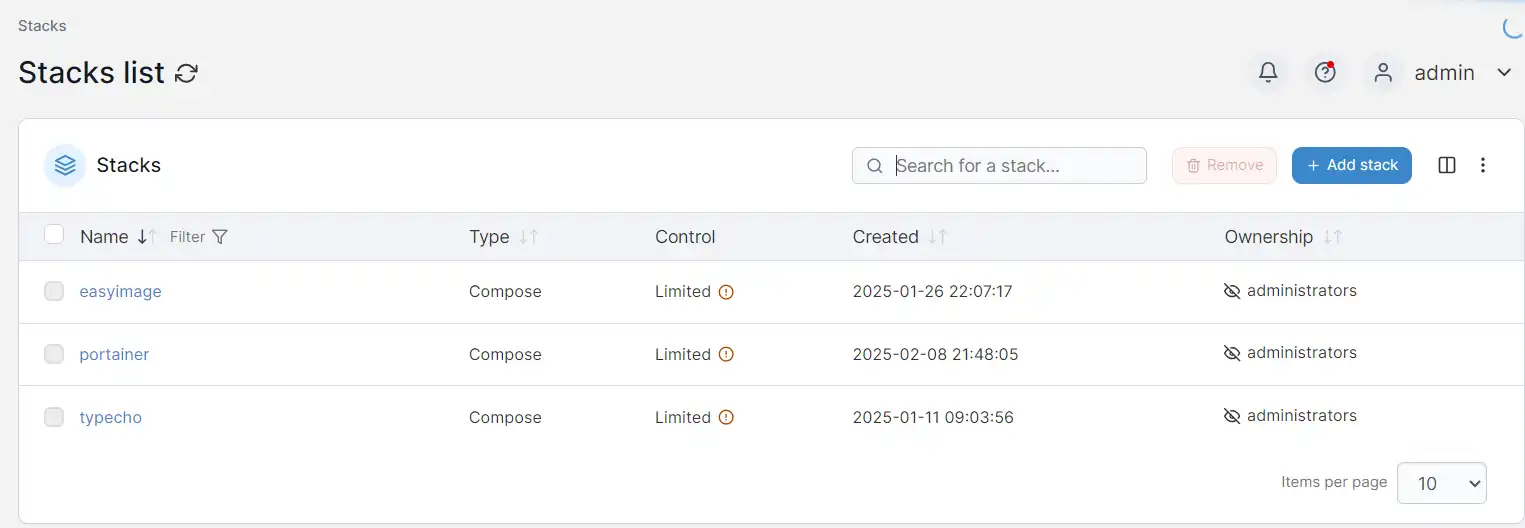 Stacks
Stacks list
admin
Stacks
Search for a stack...
Remove
+ Add stack
Name Filter Type Control Created Ownership
easyimage Compose Limited 2025-01-26 22:07:17 administrators
portainer Compose Limited 2025-02-08 21:48:05 administrators
typecho Compose Limited 2025-01-11 09:03:56 administrators
Items per page 10